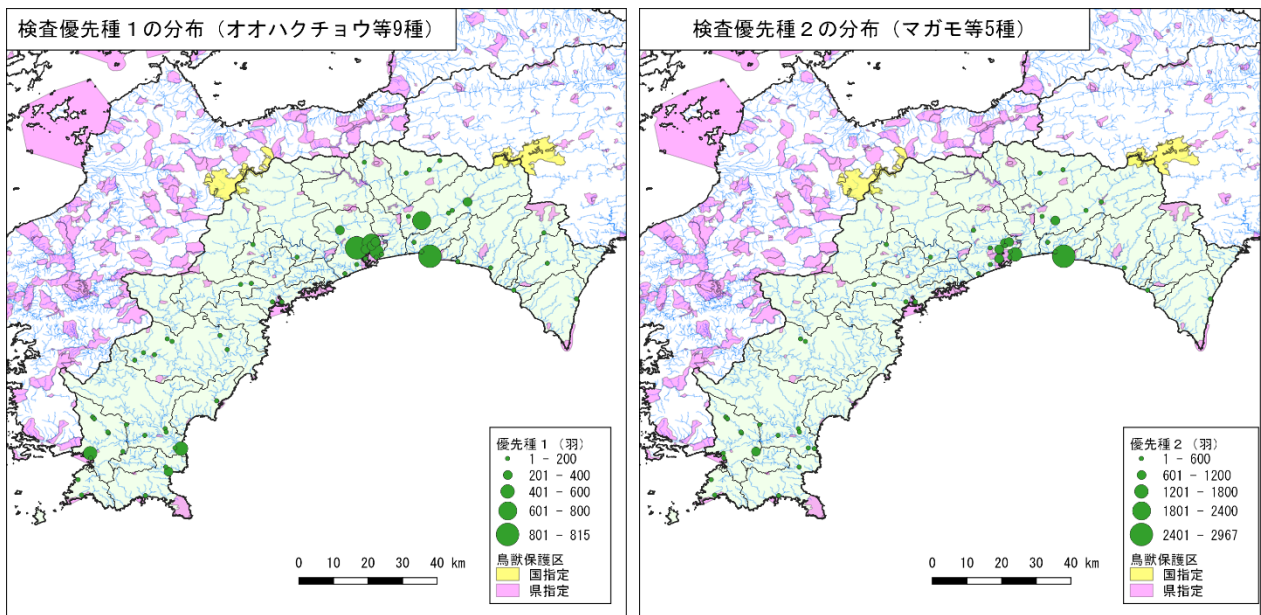 検査優先種１の分布（オオハクチョウ等9種）
優先種１（羽）
1 - 200
201 - 400
401 - 600
601 - 800
801 - 815
鳥獣保護区
国指定
県指定
0 10 20 30 40 km
検査優先種２の分布（マガモ等5種）
優先種２（羽）
1 - 600
601 - 1200
1201 - 1800
1801 - 2400
2401 - 2967
鳥獣保護区
国指定
県指定
0 10 20 30 40 km